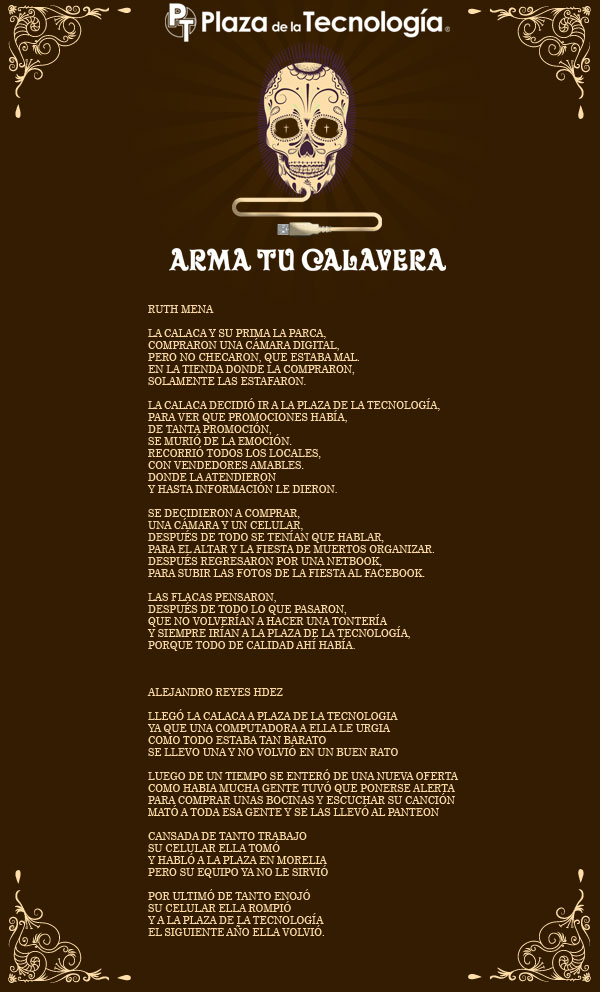 PT Plaza de la Tecnología®
ARMA TU CALAVERA
RUTH MENA
LA CALACA Y SU PRIMA LA PARCA,
COMPRARON UNA CÁMARA DIGITAL,
PERO NO CHECARON, QUE ESTABA MAL.
EN LA TIENDA DONDE LA COMPRARON,
SOLAMENTE LAS ESTAFARON.
LA CALACA DECIDIÓ IR A LA PLAZA DE LA TECNOLOGÍA,
PARA VER QUE PROMOCIONES HABÍA,
DE TANTA PROMOCIÓN,
SE MURIÓ DE LA EMOCIÓN.
RECORRIÓ TODOS LOS LOCALES,
CON VENDEDORES AMABLES.
DONDE LA ATENDIERON
Y HASTA INFORMACIÓN LE DIERON.
SE DECIDIERON A COMPRAR,
UNA CÁMARA Y UN CELULAR,
DESPUÉS DE TODO SE TENÍAN QUE HABLAR,
PARA EL ALTAR Y LA FIESTA DE MUERTOS ORGANIZAR.
DESPUÉS REGRESARON POR UNA NETBOOK,
PARA SUBIR LAS FOTOS DE LA FIESTA AL FACEBOOK.
LAS FLACAS PENSARON,
DESPUÉS DE TODO LO QUE PASARON,
QUE NO VOLVERÍAN A HACER UNA TONTERÍA
Y SIEMPRE IRÍAN A LA PLAZA DE LA TECNOLOGÍA,
PORQUE TODO DE CALIDAD AHÍ HABÍA.
ALEJANDRO REYES HDEZ
LLEGÓ LA CALACA A PLAZA DE LA TECNOLOGIA
YA QUE UNA COMPUTADORA A ELLA LE URGIA
COMO TODO ESTABA TAN BARATO
SE LLEVO UNA Y NO VOLVIÓ EN UN BUEN RATO
LUEGO DE UN TIEMPO SE ENTERÓ DE UNA NUEVA OFERTA
COMO HABIA MUCHA GENTE TUVÓ QUE PONERSE ALERTA
PARA COMPRAR UNAS BOCINAS Y ESCUCHAR SU CANCIÓN
MATÓ A TODA ESA GENTE Y SE LAS LLEVÓ AL PANTEON
CANSADA DE TANTO TRABAJO
SU CELULAR ELLA TOMÓ
Y HABLÓ A LA PLAZA EN MORELIA
PERO SU EQUIPO YA NO LE SIRVIÓ
POR ULTIMÓ DE TANTO ENOJÓ
SU CELULAR ELLA ROMPIÓ
Y A LA PLAZA DE LA TECNOLOGÍA
EL SIGUIENTE AÑO ELLA VOLVIÓ.